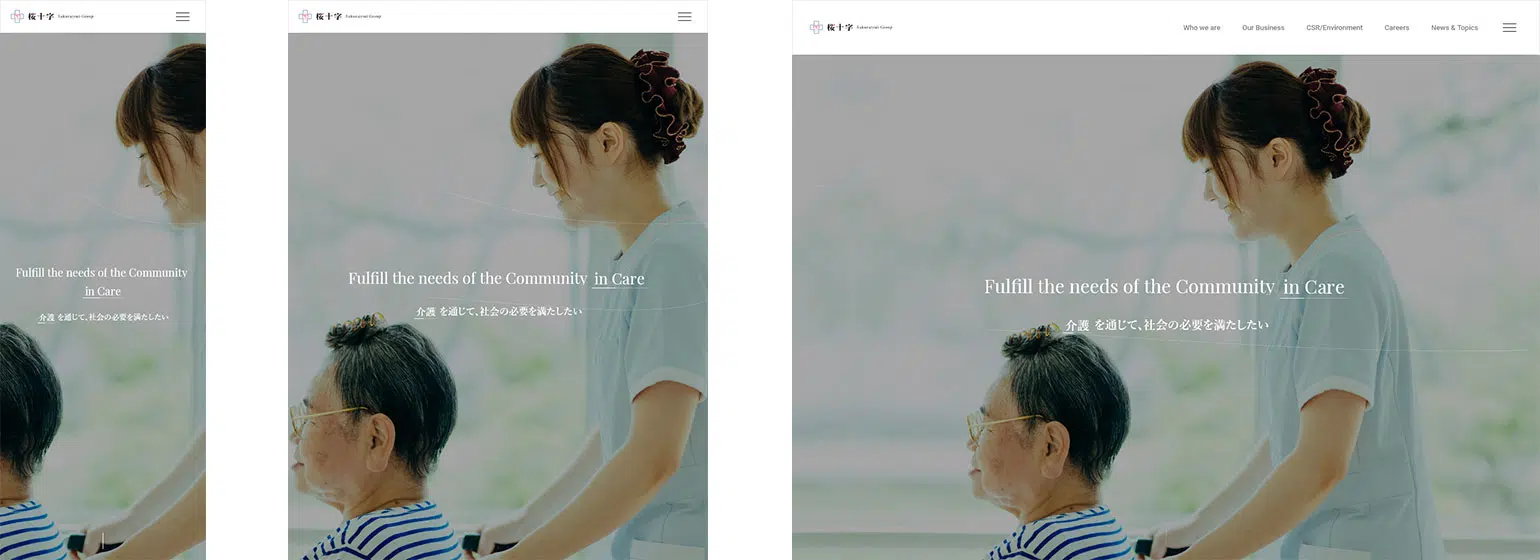 桜十字 Sakurajyuji Group
Fulfill the needs of the Community
in Care
介護 を通じて、社会の必要を満たしたい
桜十字 Sakurajyuji Group
Fulfill the needs of the Community in Care
介護 を通じて、社会の必要を満たしたい
桜十字 Sakurajyuji Group Who we are Our Business CSR/Environment Careers News & Topics
Fulfill the needs of the Community in Care
介護 を通じて、社会の必要を満たしたい